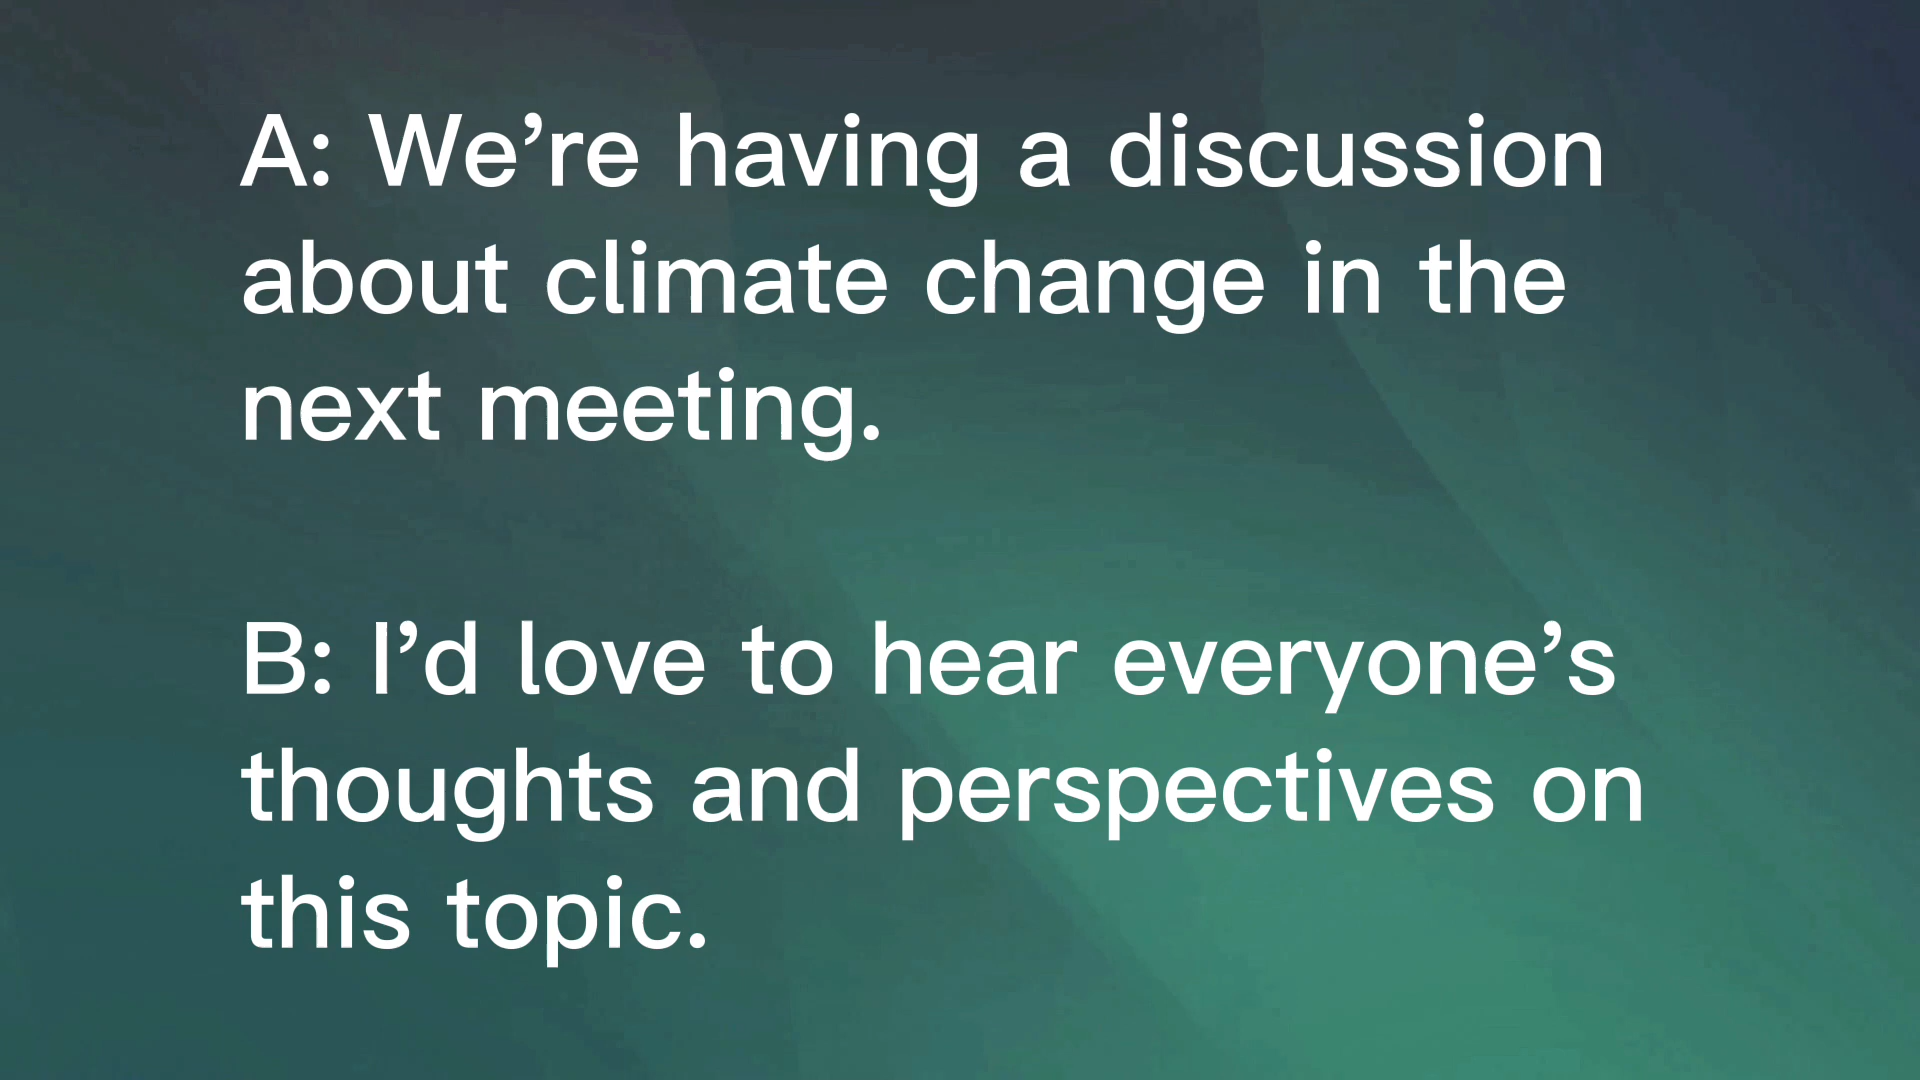 A: We’re having a discussion
about climate change in the
next meeting.
B: I’d love to hear everyone’s
thoughts and perspectives on
this topic.